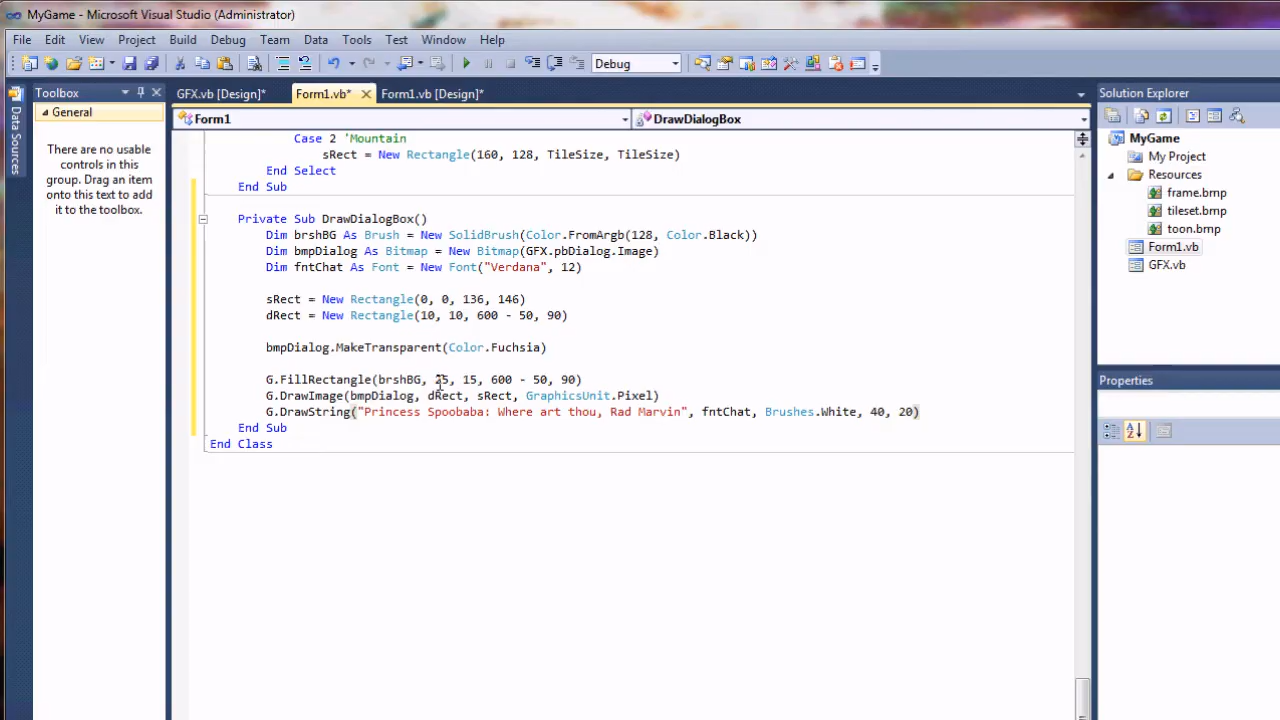 MyGame - Microsoft Visual Studio (Administrator)
File Edit View Project Build Debug Team Data Tools Test Window Help
Debug
Toolbox
GFX.vb [Design]* Form1.vb* Form1.vb [Design]*
Solution Explorer
Data Sources
General
There are no usable
controls in this
group. Drag an item
onto this text to add
it to the toolbox.
Form1 DrawDialogBox
Case 2 'Mountain
sRect = New Rectangle(160, 128, TileSize, TileSize)
End Select
End Sub
Private Sub DrawDialogBox()
Dim brshBG As Brush = New SolidBrush(Color.FromArgb(128, Color.Black))
Dim bmpDialog As Bitmap = New Bitmap(GFX.pbDialog.Image)
Dim fntChat As Font = New Font("Verdana", 12)
sRect = New Rectangle(0, 0, 136, 146)
dRect = New Rectangle(10, 10, 600 - 50, 90)
bmpDialog.MakeTransparent(Color.Fuchsia)
G.FillRectangle(brshBG, 25, 15, 600 - 50, 90)
G.DrawImage(bmpDialog, dRect, sRect, GraphicsUnit.Pixel)
G.DrawString("Princess Spoobaba: Where art thou, Rad Marvin", fntChat, Brushes.White, 40, 20)
End Sub
End Class
MyGame
My Project
Resources
frame.bmp
tileset.bmp
toon.bmp
Form1.vb
GFX.vb
Properties